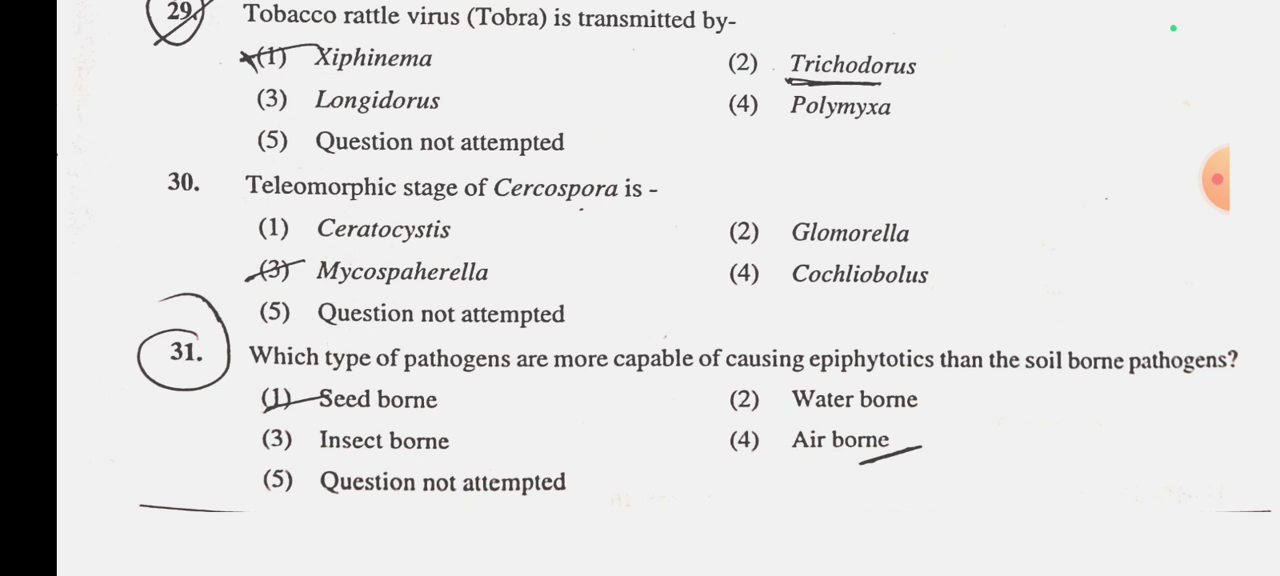 29. Tobacco rattle virus (Tobra) is transmitted by-
(1) Xiphinema (2) Trichodorus
(3) Longidorus (4) Polymyxa
(5) Question not attempted
30. Teleomorphic stage of Cercospora is -
(1) Ceratocystis (2) Glomorella
(3) Mycospaherella (4) Cochliobolus
(5) Question not attempted
31. Which type of pathogens are more capable of causing epiphytotics than the soil borne pathogens?
(1) Seed borne (2) Water borne
(3) Insect borne (4) Air borne
(5) Question not attempted